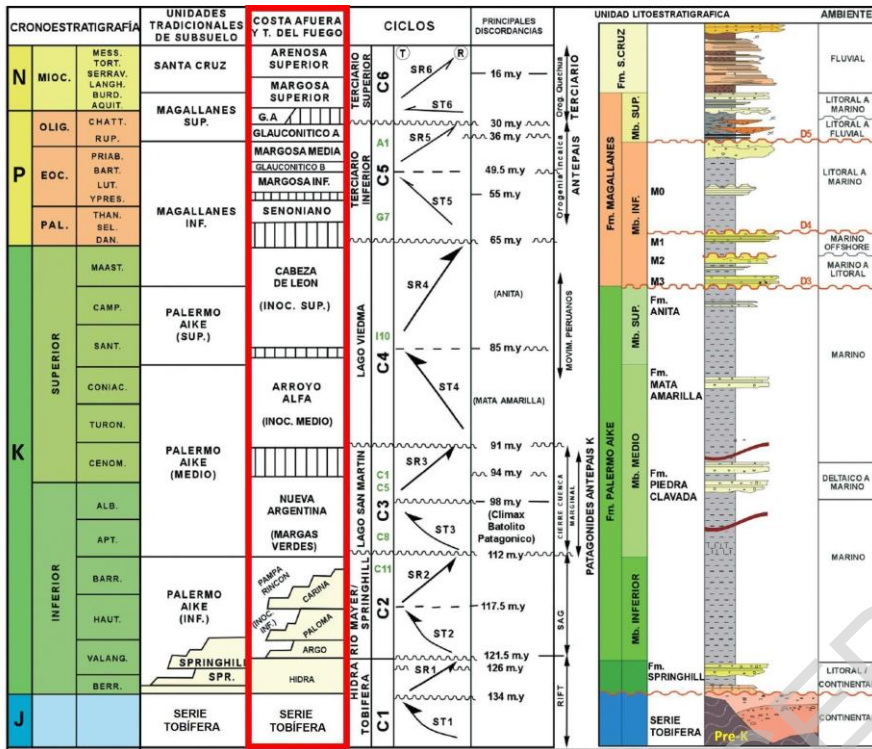 CRONOESTRATIGRAFÍA
UNIDADES
TRADICIONALES
DE SUBSUELO
COSTA AFUERA
Y T. DEL FUEGO
CICLOS
PRINCIPALES
DISCORDANCIAS
UNIDAD LITOESTRATIGRAFICA
AMBIENTE
N
MIOC.
MESS.
TORT.
SERRAV.
LANGH.
BURD.
AQUIT.
P
OLIG.
CHATT.
RUP.
EOC.
PRIAB.
BART.
LUT.
YPRES.
PAL.
THAN.
SEL.
DAN.
K
SUPERIOR
MAAST.
CAMP.
SANT.
CONIAC.
TURON.
CENOM.
INFERIOR
ALB.
APT.
BARR.
HAUT.
VALANG.
BERR.
J
SANTA CRUZ
MAGALLANES
SUP.
MAGALLANES
INF.
PALERMO
AIKE
(SUP.)
PALERMO
AIKE
(MEDIO)
PALERMO
AIKE
(INF.)
SPRINGHILL
SPR.
SERIE
TOBÍFERA
ARENOSA
SUPERIOR
MARGOSA
SUPERIOR
G.A
GLAUCONITICO A
MARGOSA MEDIA
GLAUCONITICO B
MARGOSA INF.
SENONIANO
CABEZA
DE LEON
(INOC. SUP.)
ARROYO
ALFA
(INOC. MEDIO)
NUEVA
ARGENTINA
(MARGAS
VERDES)
PAMPA
RINCON
(INOC.
INF.)
CARINA
PALOMA
ARGO
HIDRA
SERIE
TOBÍFERA
TERCIARIO
SUPERIOR
C6
T
R
SR6
ST6
TERCIARIO
INFERIOR
C5
A1
G7
SR5
ST5
LAGO VIEDMA
C4
I10
SR4
ST4
LAGO SAN MARTIN
C3
C1
C5
C8
SR3
ST3
RIO MAYER/
SPRINGHILL
C2
C11
SR2
ST2
HIDRA
TOBIFERA
C1
SR1
ST1
16 m.y
30 m.y
36 m.y
49.5 m.y
55 m.y
65 m.y
(ANITA)
85 m.y
(MATA AMARILLA)
91 m.y
94 m.y
98 m.y
(Climax
Batolito
Patagonico)
112 m.y
117.5 m.y
121.5 m.y
126 m.y
134 m.y
Orog Quechua
Orogenia Incaica
ANTEPAIS
MOVIM. PERUANOS
CIERRE CUENCA
MARGINAL
PATAGONIDES ANTEPAIS K
SAG
RIFT
Fm. S.CRUZ
Fm. MAGALLANES
Mb. SUP.
Mb. INF.
M0
M1
M2
M3
D5
D4
D3
Fm. PALERMO AIKE
Mb. SUP.
Mb. MEDIO
Mb. INFERIOR
Fm.
ANITA
Fm.
MATA
AMARILLA
Fm.
PIEDRA
CLAVADA
Fm.
SPRINGHILL
SERIE
TOBIFERA
Pre-K
FLUVIAL
LITORAL A
MARINO
LITORAL A
FLUVIAL
LITORAL A
MARINO
MARINO
OFFSHORE
MARINO A
LITORAL
MARINO
DELTAICO A
MARINO
MARINO
LITORAL /
CONTINENTAL
CONTINENTAL